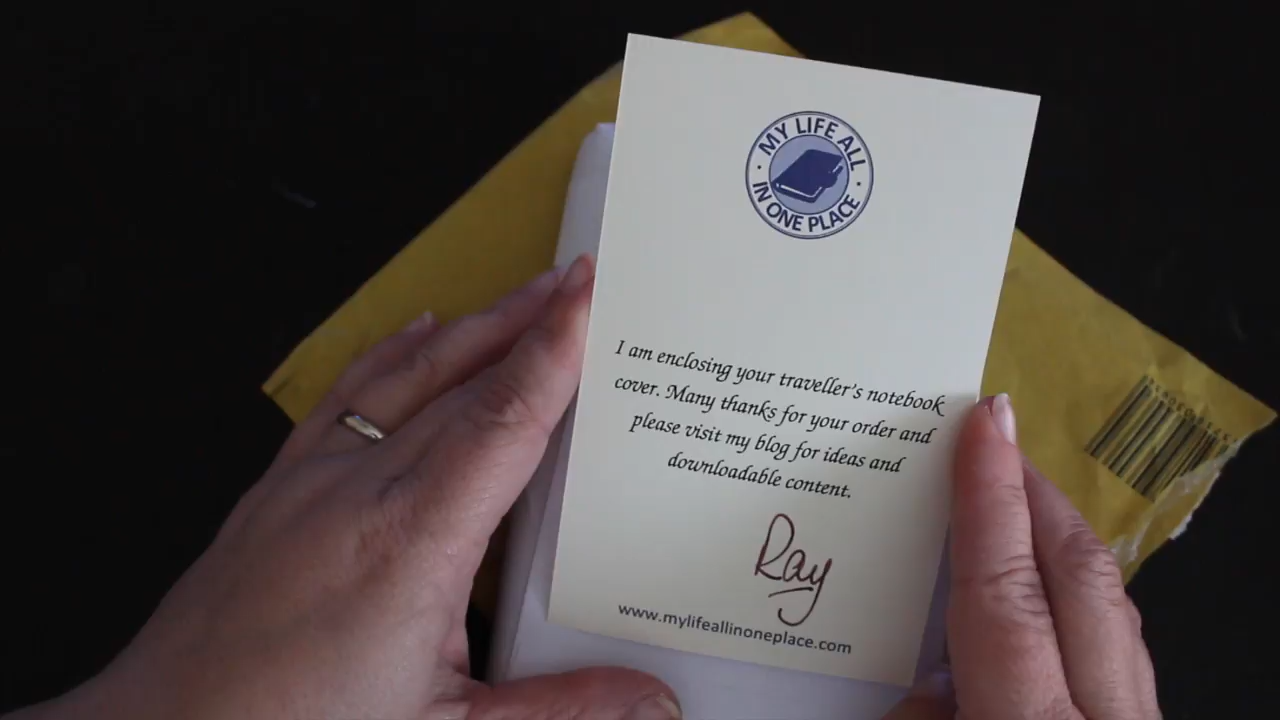 MY LIFE ALL
IN ONE PLACE
I am enclosing your traveller's notebook
cover. Many thanks for your order and
please visit my blog for ideas and
downloadable content.
Ray
www.mylifeallinoneplace.com